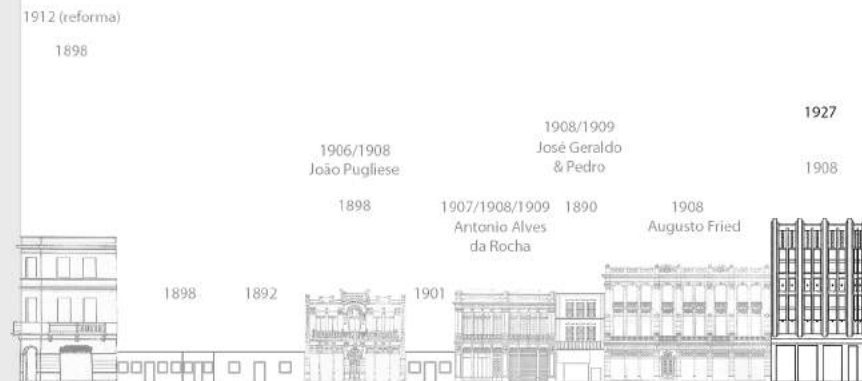 1912 (reforma)
1898
1898
1892
1906/1908
João Pugliese
1898
1901
1907/1908/1909
Antonio Alves
da Rocha
1908/1909
José Geraldo
& Pedro
1890
1908
Augusto Fried
1927
1908